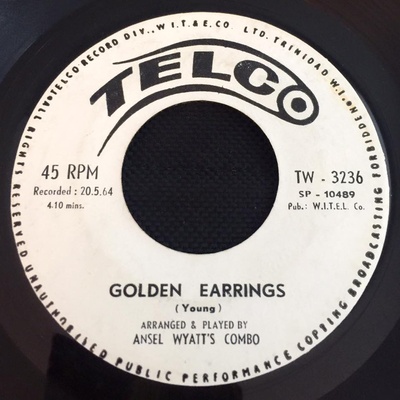 TELCO RECORD DIV., W.I.T.& E.CO LTD. TRINIDAD W.I.
ALL RIGHTS RESERVED UNAUTHORISED PUBLIC PERFORMANCE COPYING BROADCASTING FORBIDDEN
TELCO
45 RPM
Recorded : 20.5.64
4.10 mins.
TW - 3236
SP - 10489
Pub.: W.I.T.E.L. Co.
GOLDEN EARRINGS
(Young)
ARRANGED & PLAYED BY
ANSEL WYATT'S COMBO